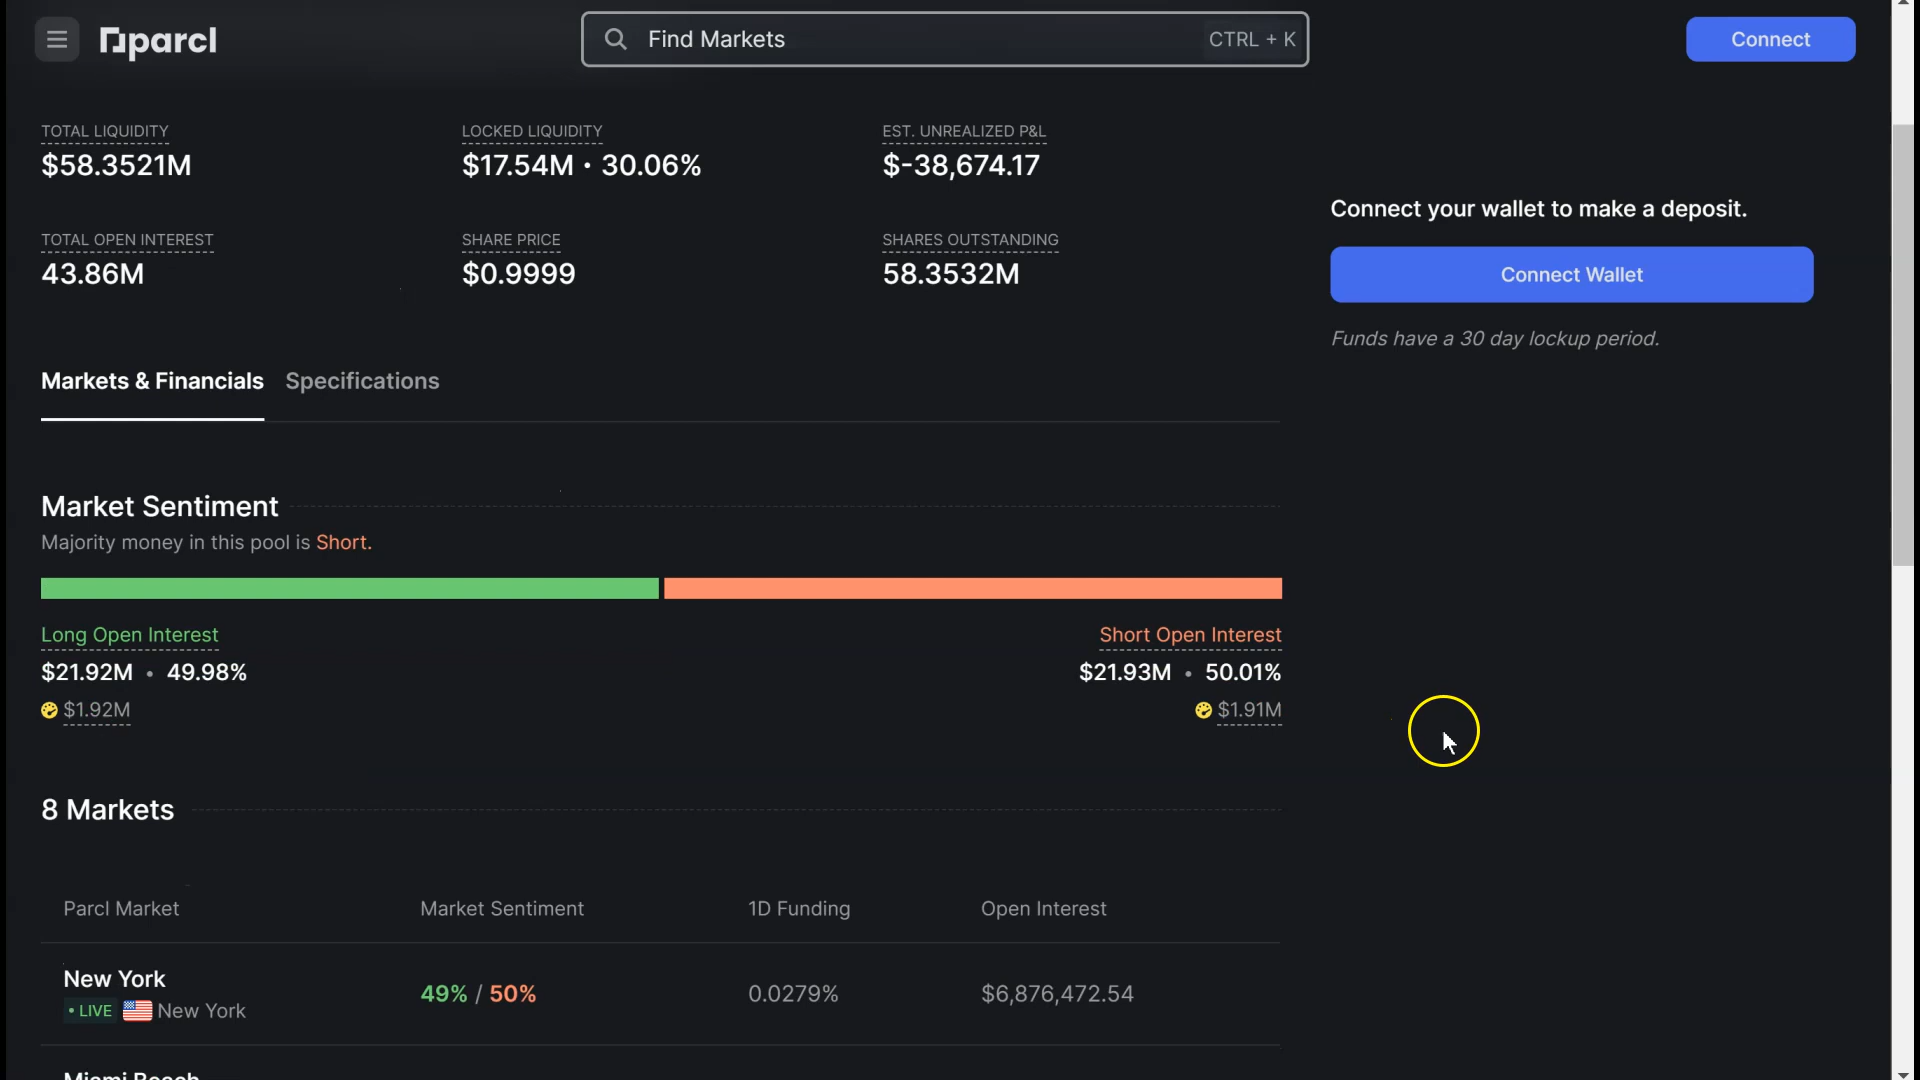 parcl
Find Markets CTRL + K
Connect
TOTAL LIQUIDITY LOCKED LIQUIDITY EST. UNREALIZED P&L
$58.3521M $17.54M • 30.06% $-38,674.17
Connect your wallet to make a deposit.
TOTAL OPEN INTEREST SHARE PRICE SHARES OUTSTANDING
43.86M $0.9999 58.3532M
Connect Wallet
Funds have a 30 day lockup period.
Markets & Financials Specifications
Market Sentiment
Majority money in this pool is Short.
Long Open Interest Short Open Interest
$21.92M • 49.98% $21.93M • 50.01%
$1.92M $1.91M
8 Markets
Parcl Market Market Sentiment 1D Funding Open Interest
New York
49% / 50% 0.0279% $6,876,472.54
• LIVE New York
Miami Beach